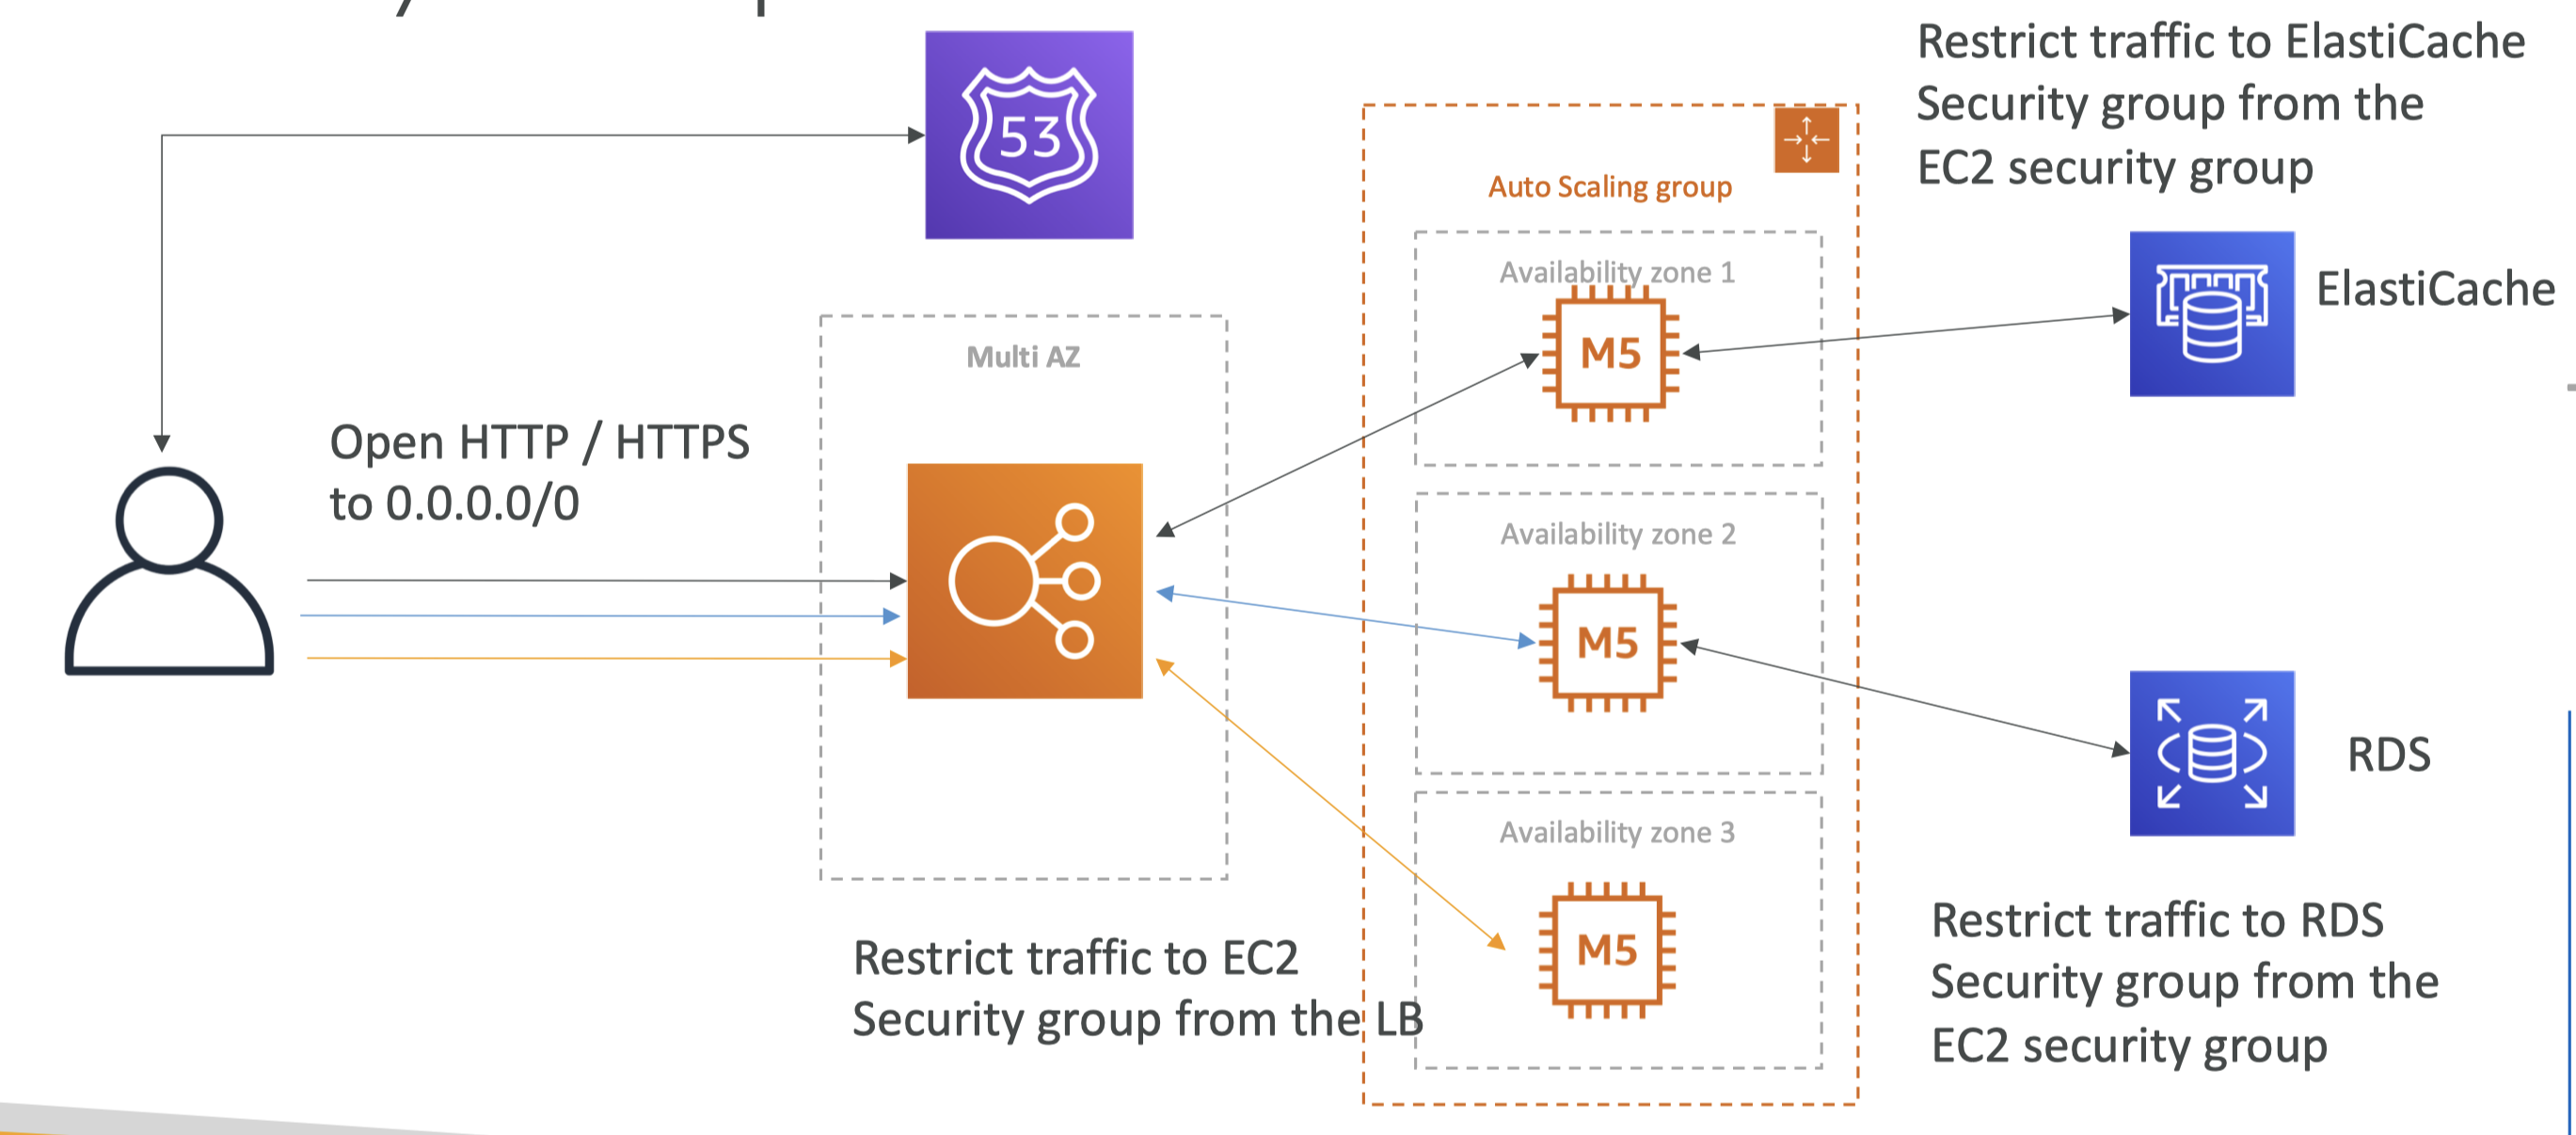 53
Restrict traffic to ElastiCache
Security group from the
EC2 security group
Auto Scaling group
Availability zone 1
M5
ElastiCache
Multi AZ
Open HTTP / HTTPS
to 0.0.0.0/0
Availability zone 2
M5
RDS
Availability zone 3
M5
Restrict traffic to EC2
Security group from the LB
Restrict traffic to RDS
Security group from the
EC2 security group